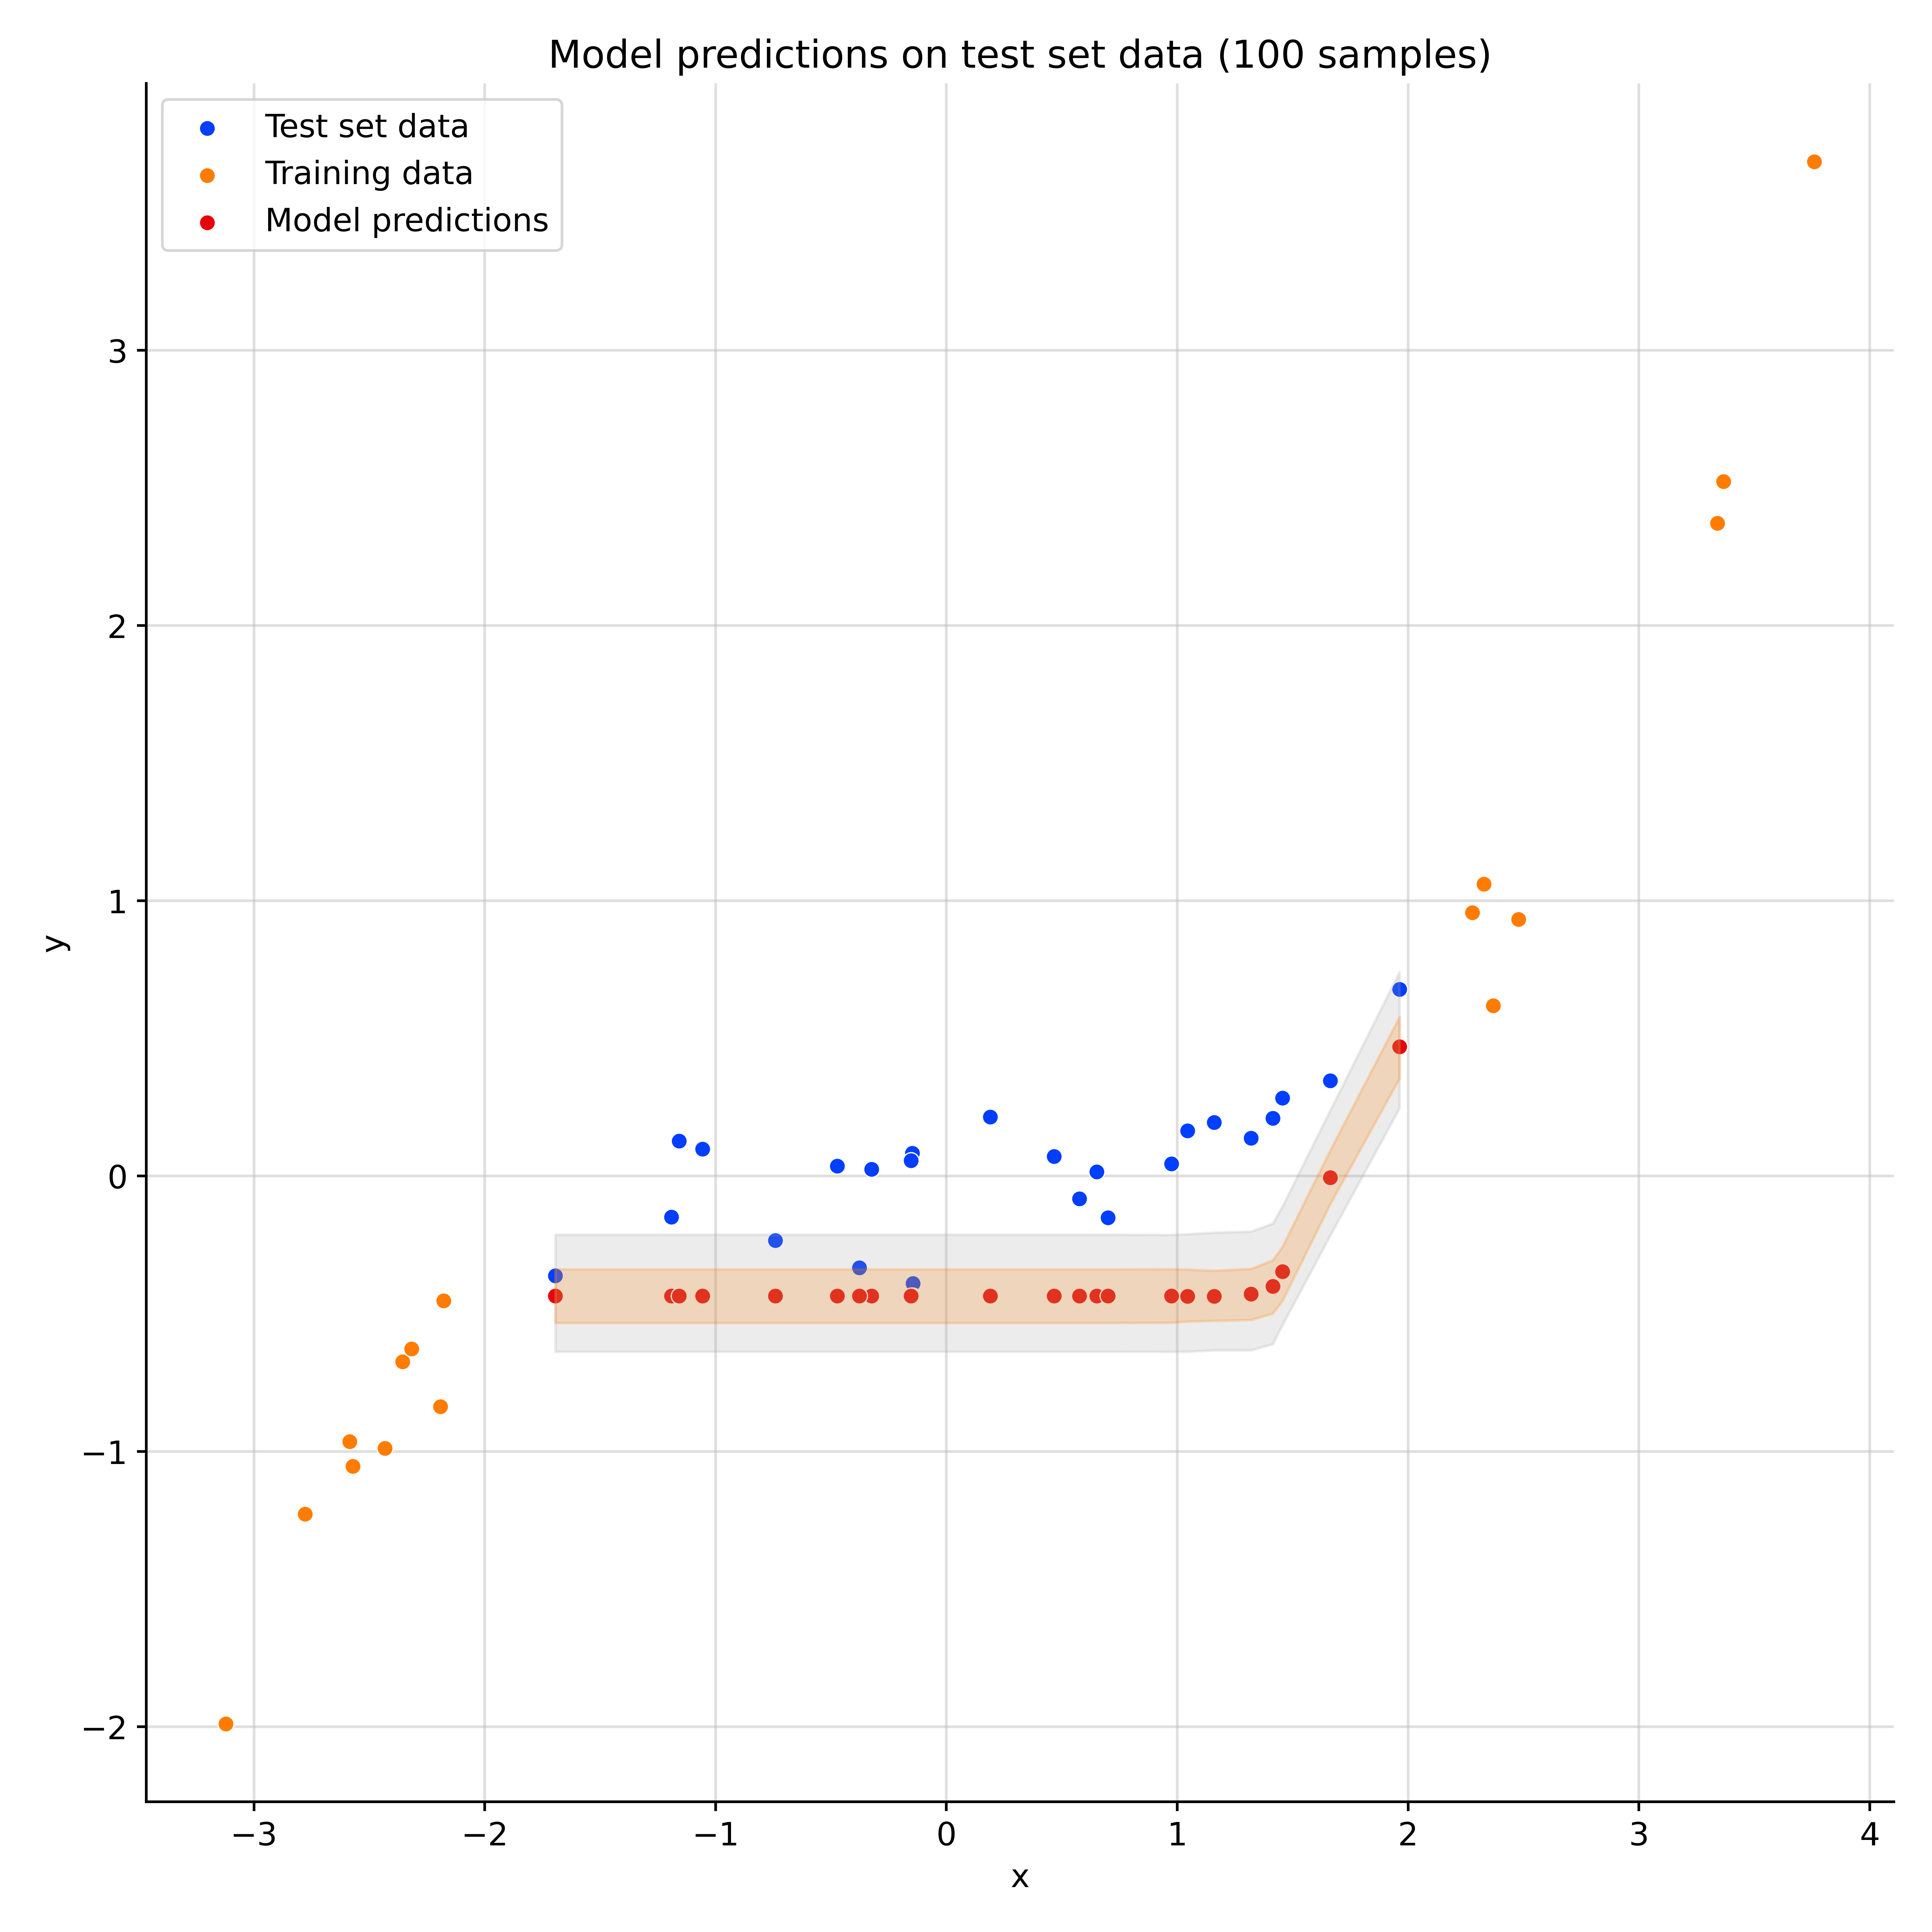 Model predictions on test set data (100 samples)
Test set data
Training data
Model predictions
3
2
1
0
−1
−2
y
−3 −2 −1 0 1 2 3 4
x